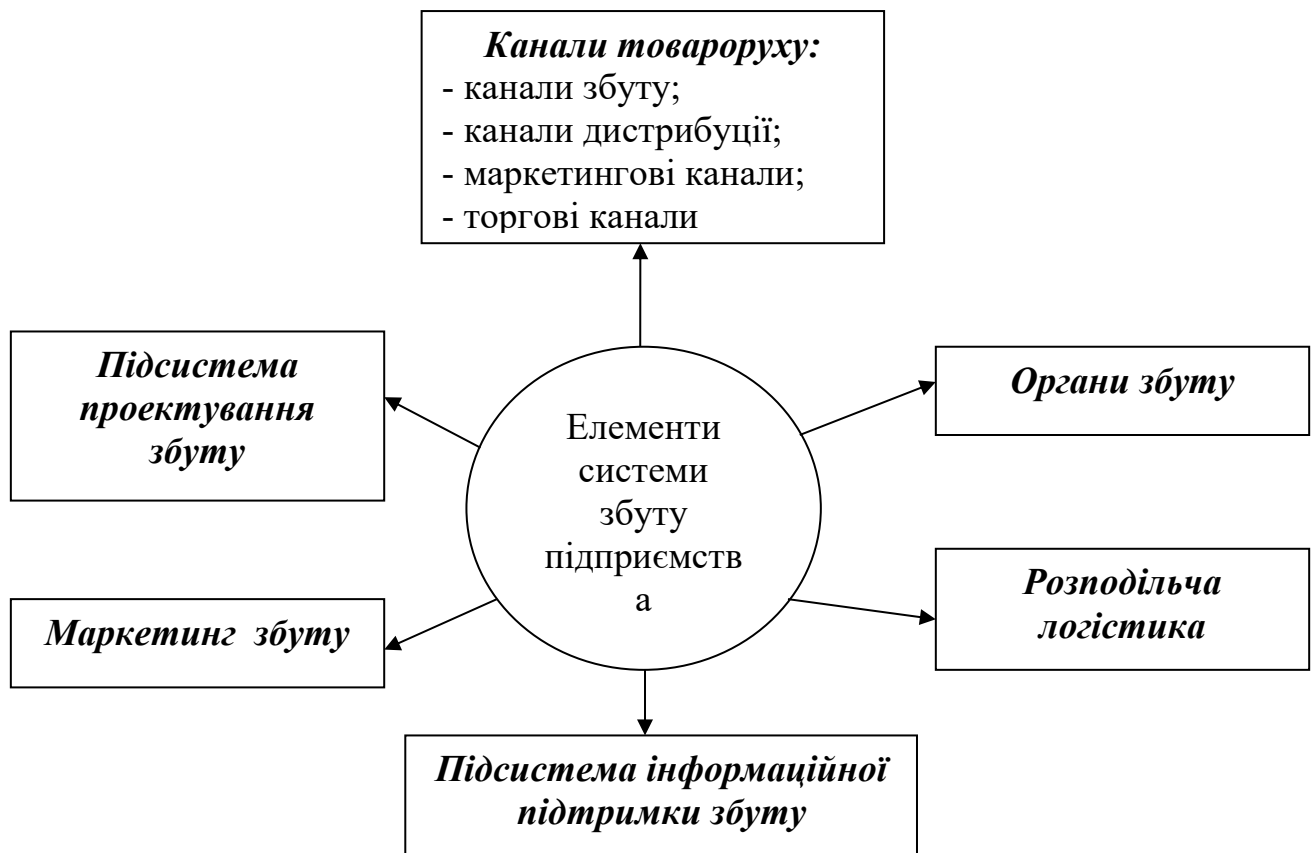 Канали товароруху:
- канали збуту;
- канали дистрибуції;
- маркетингові канали;
- торгові канали
Підсистема
проектування
збуту
Органи збуту
Елементи
системи
збуту
підприємств
а
Маркетинг збуту
Розподільча
логістика
Підсистема інформаційної
підтримки збуту